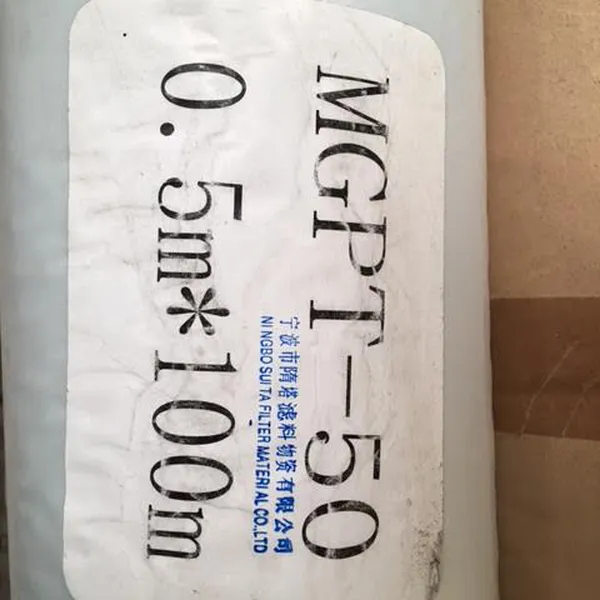 MGPT-50
宁波市隋塔滤料物资有限公司
NINGBO SUITA FILTER MATERIAL CO.,LTD
0.5m*100m